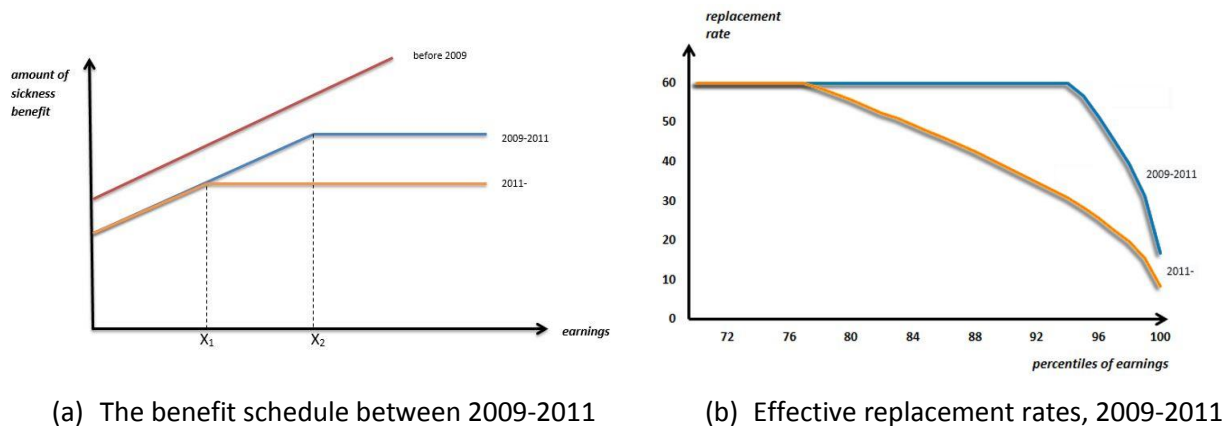 amount of
sickness
benefit
before 2009
2009-2011
2011-
X1
X2
earnings
replacement
rate
60
50
40
30
20
10
0
2009-2011
2011-
72
76
80
84
88
92
96
100
percentiles of earnings
(a) The benefit schedule between 2009-2011
(b) Effective replacement rates, 2009-2011